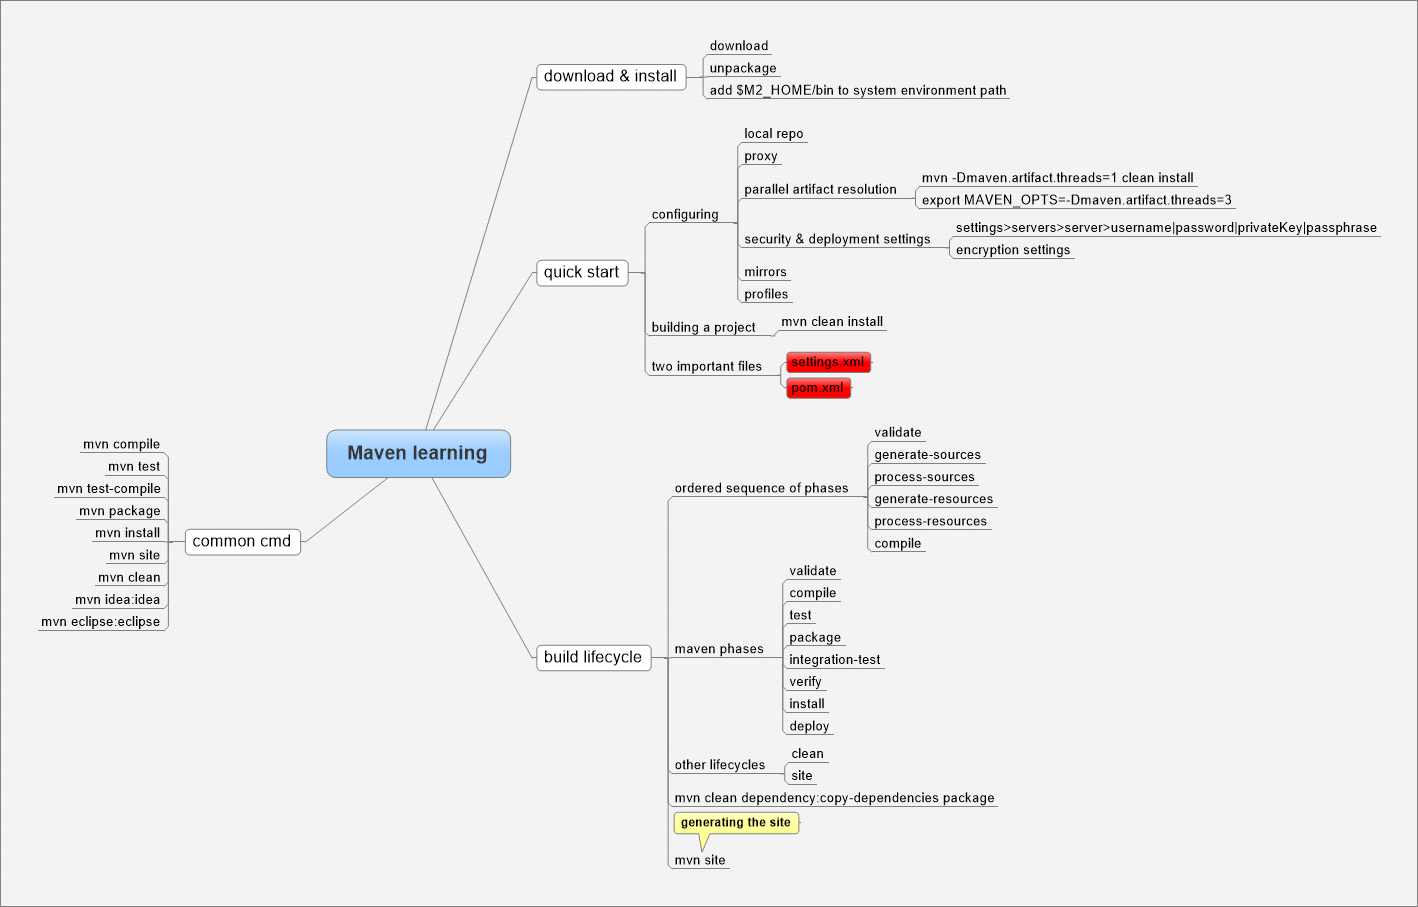 Maven learning
download & install
download
unpackage
add $M2_HOME/bin to system environment path
quick start
configuring
local repo
proxy
parallel artifact resolution
mvn -Dmaven.artifact.threads=1 clean install
export MAVEN_OPTS=-Dmaven.artifact.threads=3
security & deployment settings
settings>servers>server>username|password|privateKey|passphrase
encryption settings
mirrors
profiles
building a project
mvn clean install
two important files
settings.xml
pom.xml
build lifecycle
ordered sequence of phases
validate
generate-sources
process-sources
generate-resources
process-resources
compile
maven phases
validate
compile
test
package
integration-test
verify
install
deploy
other lifecycles
clean
site
mvn clean dependency:copy-dependencies package
generating the site
mvn site
common cmd
mvn compile
mvn test
mvn test-compile
mvn package
mvn install
mvn site
mvn clean
mvn idea:idea
mvn eclipse:eclipse